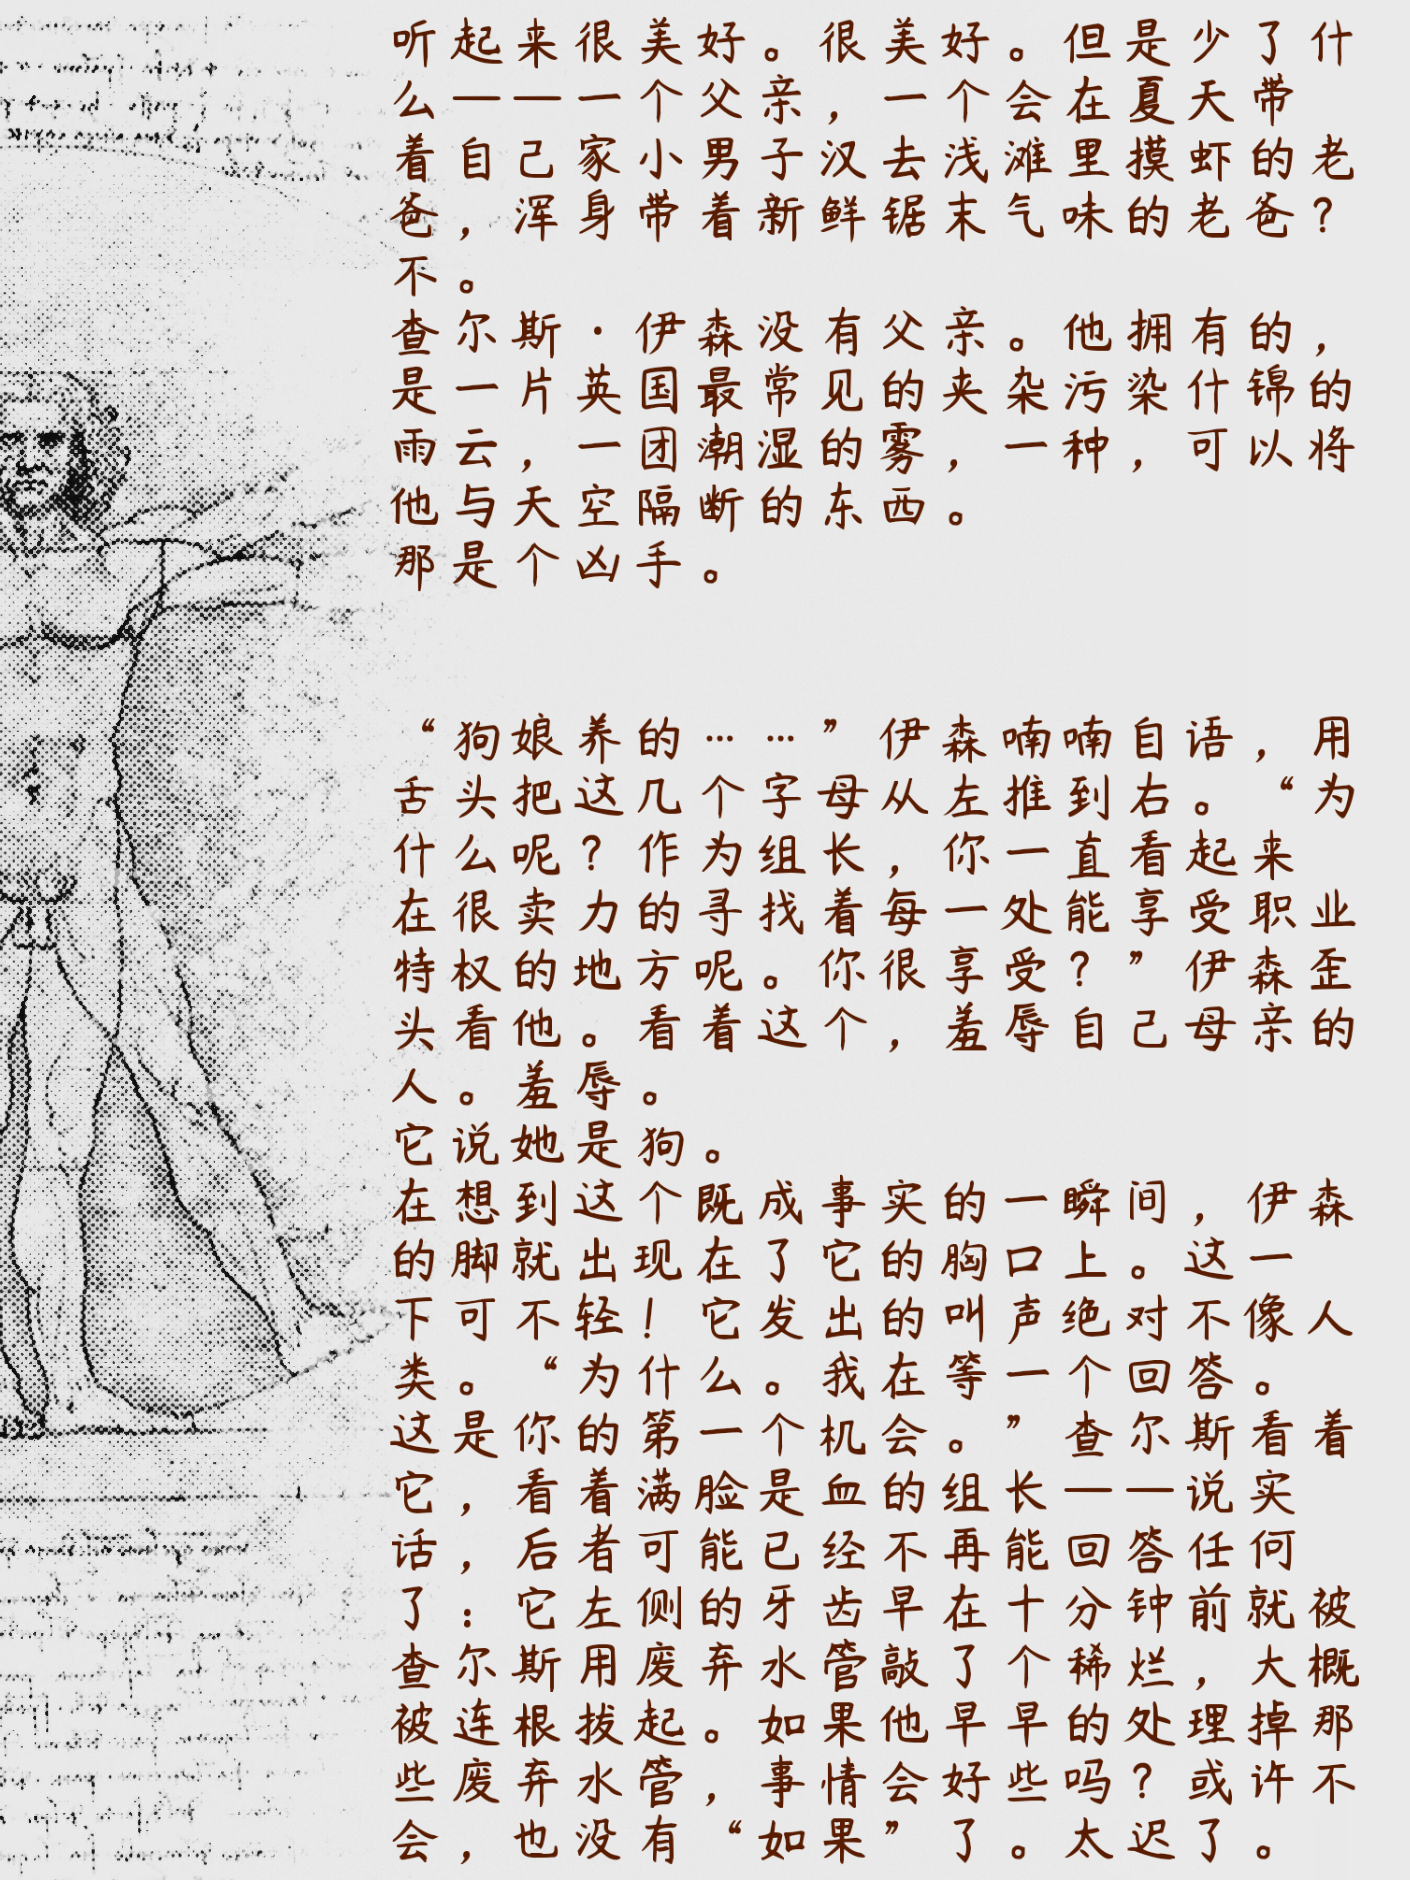 听起来很美好。很美好。但是少了什
么——一个父亲，一个会在夏天带
着自己家小男子汉去浅滩里摸虾的老
爸，浑身带着新鲜锯末气味的老爸？
不。
查尔斯·伊森没有父亲。他拥有的，
是一片英国最常见的夹杂污染什锦的
雨云，一团潮湿的雾，一种，可以将
他与天空隔断的东西。
那是个凶手。
“狗娘养的……”伊森喃喃自语，用
舌头把这几个字母从左推到右。“为
什么呢？作为组长，你一直看起来
在很卖力的寻找着每一处能享受职业
特权的地方呢。你很享受？”伊森歪
头看他。看着这个，羞辱自己母亲的
人。羞辱。
它说她是狗。
在想到这个既成事实的一瞬间，伊森
的脚就出现在了它的胸口上。这一
下可不轻！它发出的叫声绝对不像人
类。“为什么。我在等一个回答。
这是你的第一个机会。”查尔斯看着
它，看着满脸是血的组长——说实
话，后者可能已经不再能回答任何
了：它左侧的牙齿早在十分钟前就被
查尔斯用废弃水管敲了个稀烂，大概
被连根拔起。如果他早早的处理掉那
些废弃水管，事情会好些吗？或许不
会，也没有“如果”了。太迟了。